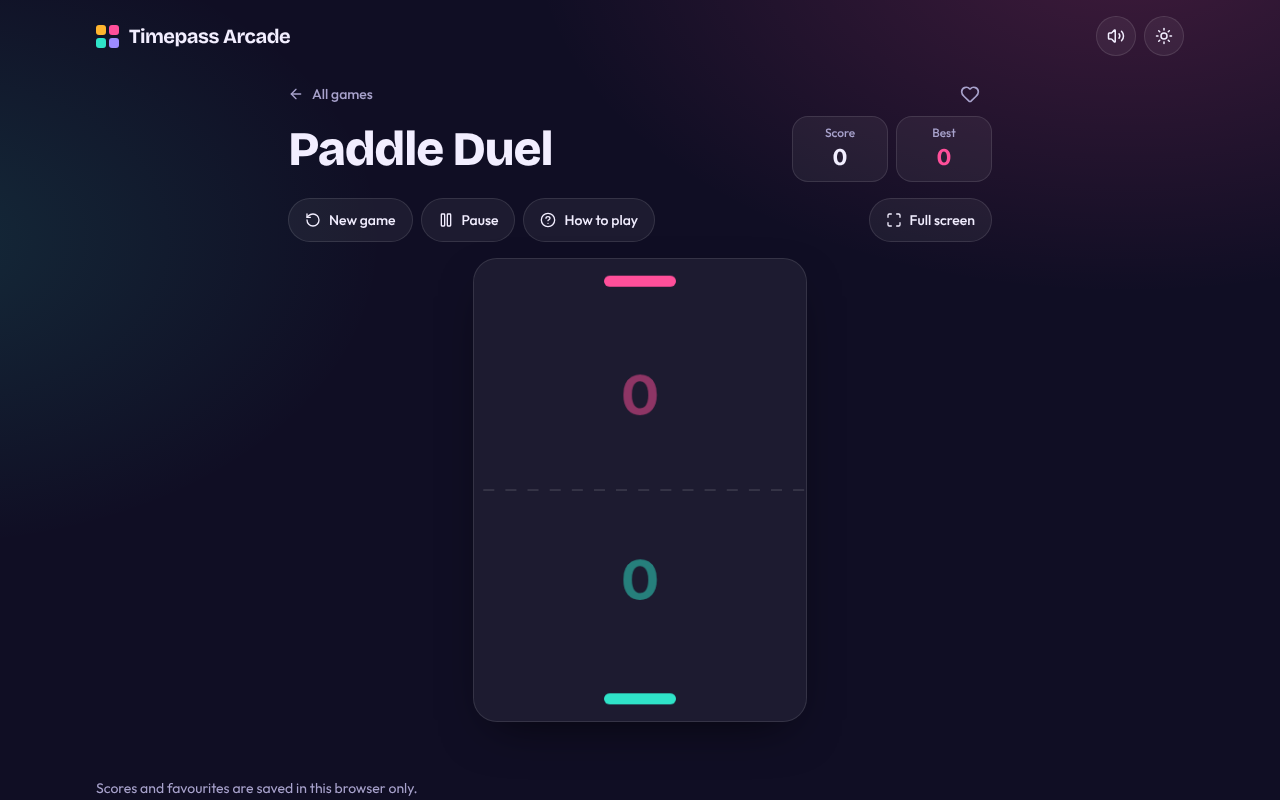 Timepass Arcade
All games
Paddle Duel
Score
0
Best
0
New game
Pause
How to play
Full screen
0
0
Scores and favourites are saved in this browser only.